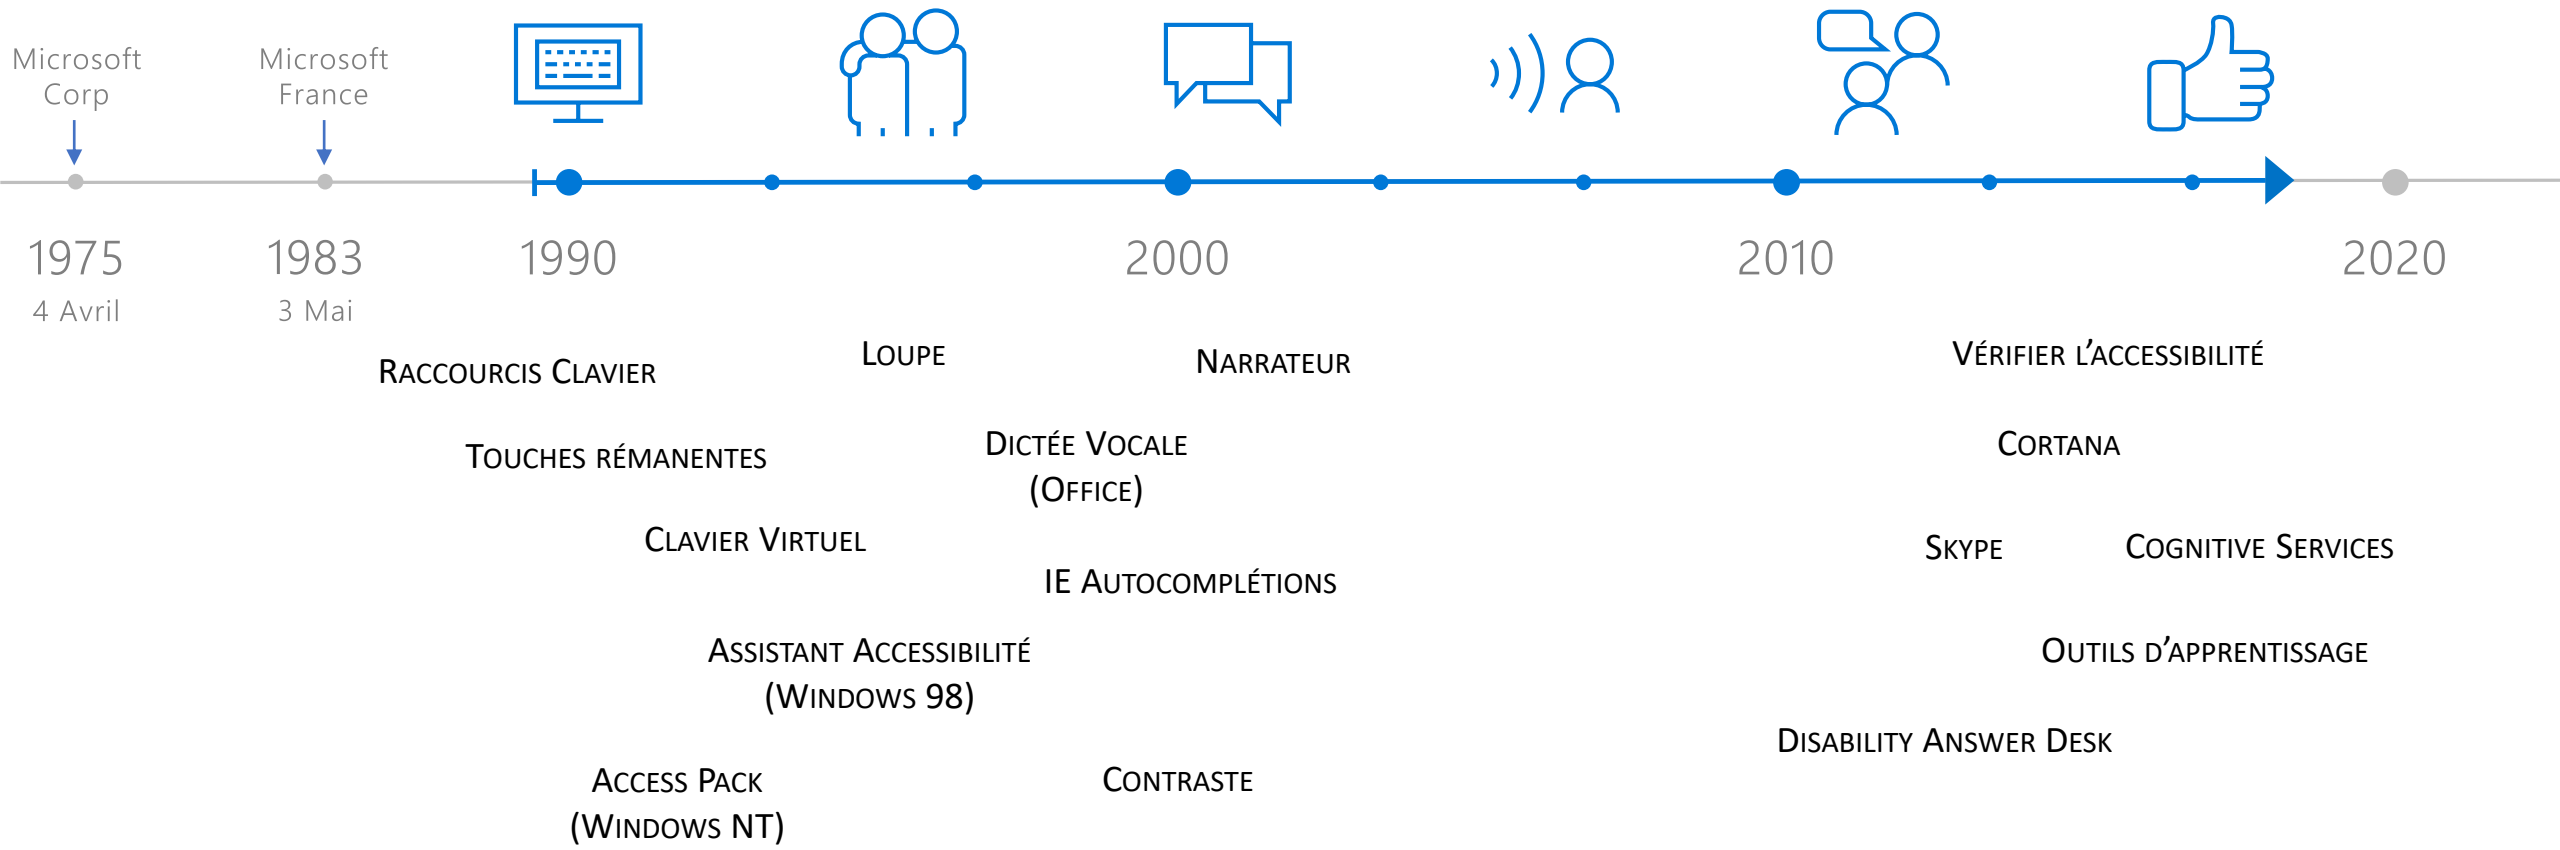 Microsoft
Corp
Microsoft
France
1975
1983
1990
2000
2010
2020
4 Avril
3 Mai
Raccourcis Clavier
Loupe
Narrateur
Vérifier l’accessibilité
Touches rémanentes
Dictée Vocale
(Office)
Cortana
Clavier Virtuel
IE Autocomplétions
Skype
Cognitive Services
Assistant Accessibilité
(Windows 98)
Outils d’apprentissage
Disability Answer Desk
Access Pack
(Windows NT)
Contraste